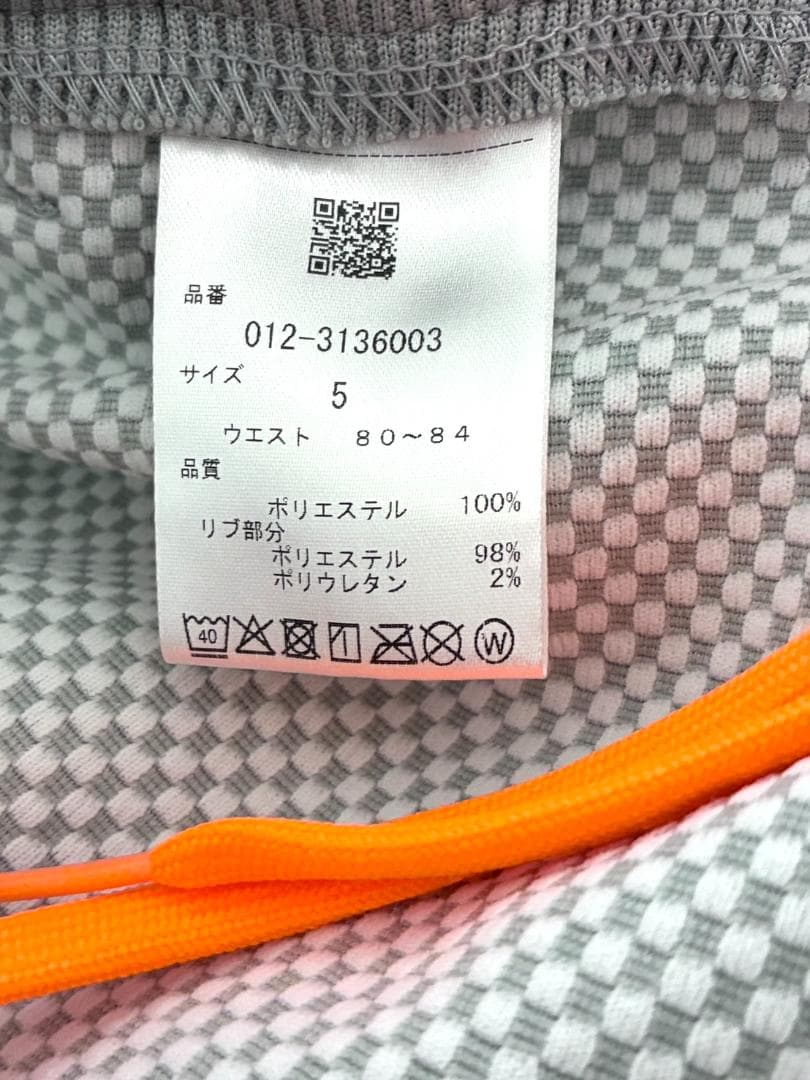 品番
012-3136003
サイズ
5
ウエスト 80~84
品質
ポリエステル 100%
リブ部分
ポリエステル 98%
ポリウレタン 2%
40
W